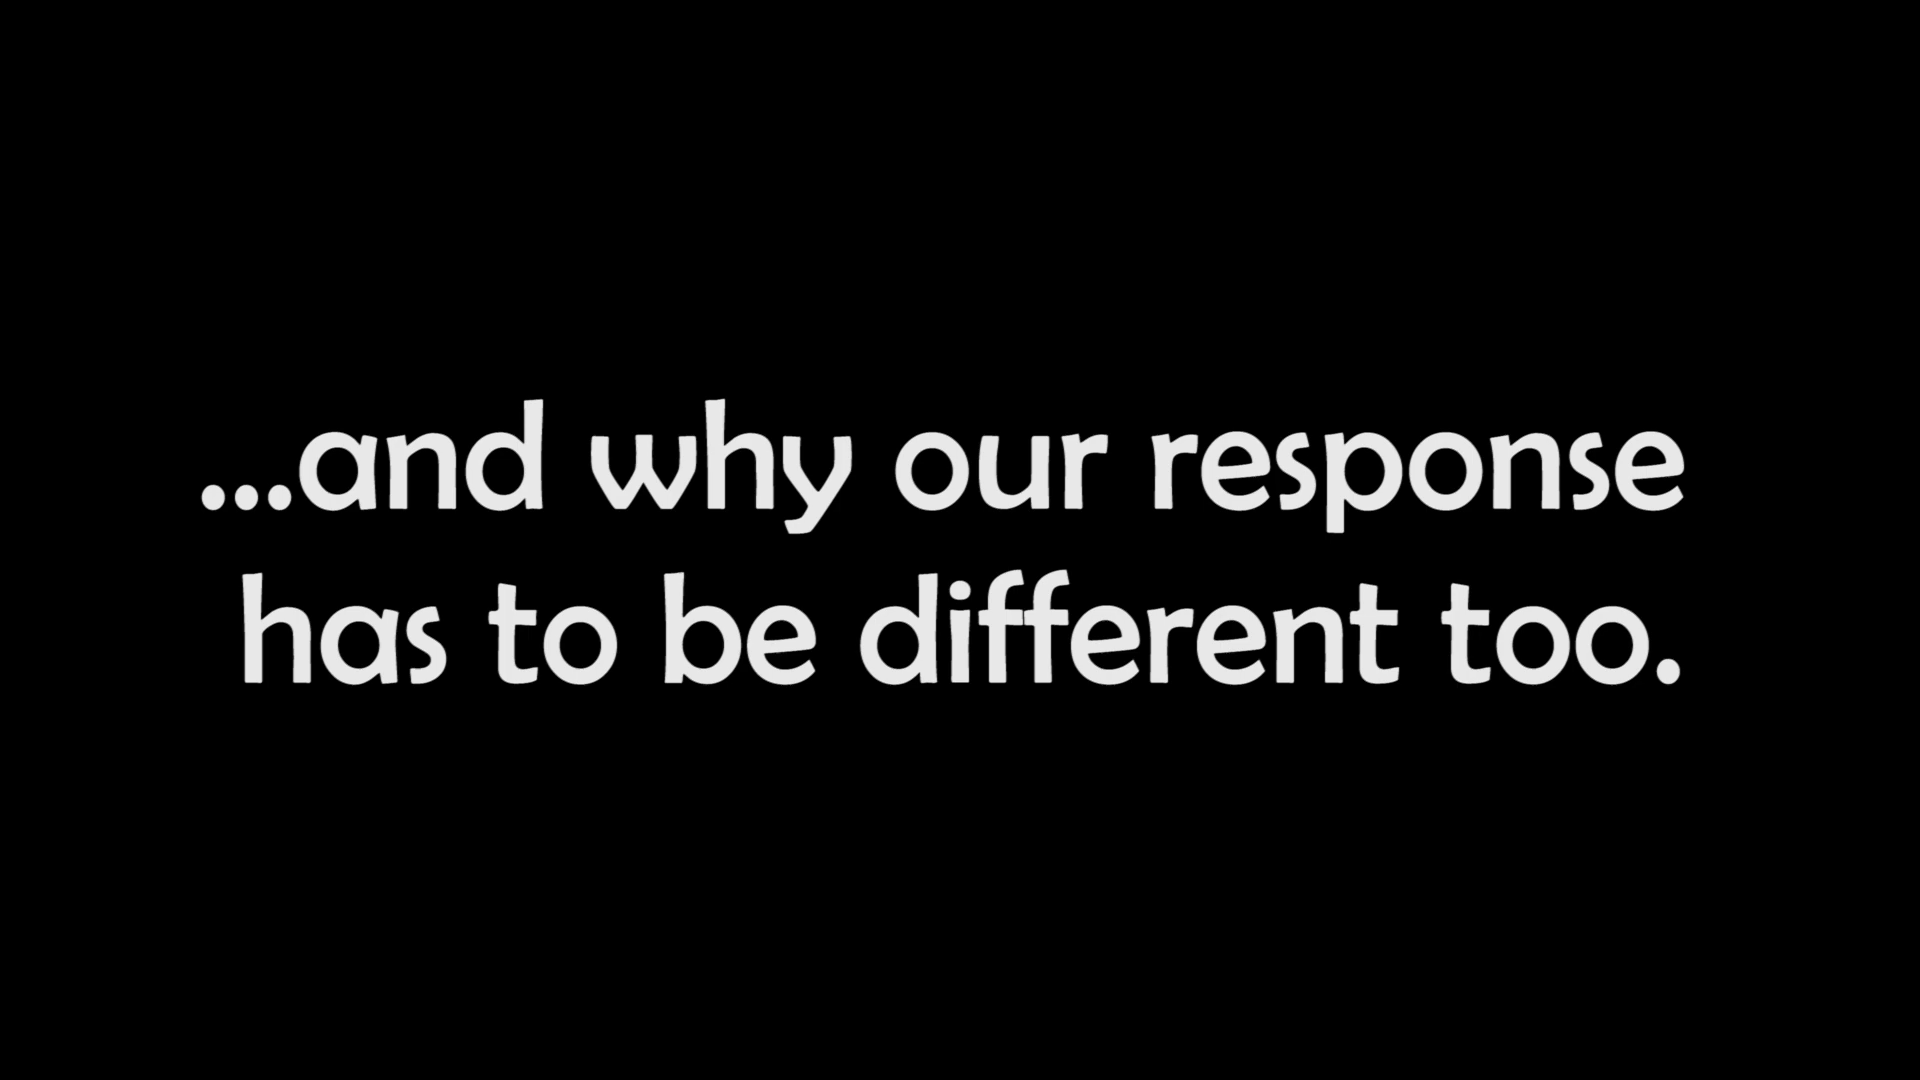 ...and why our response
has to be different too.